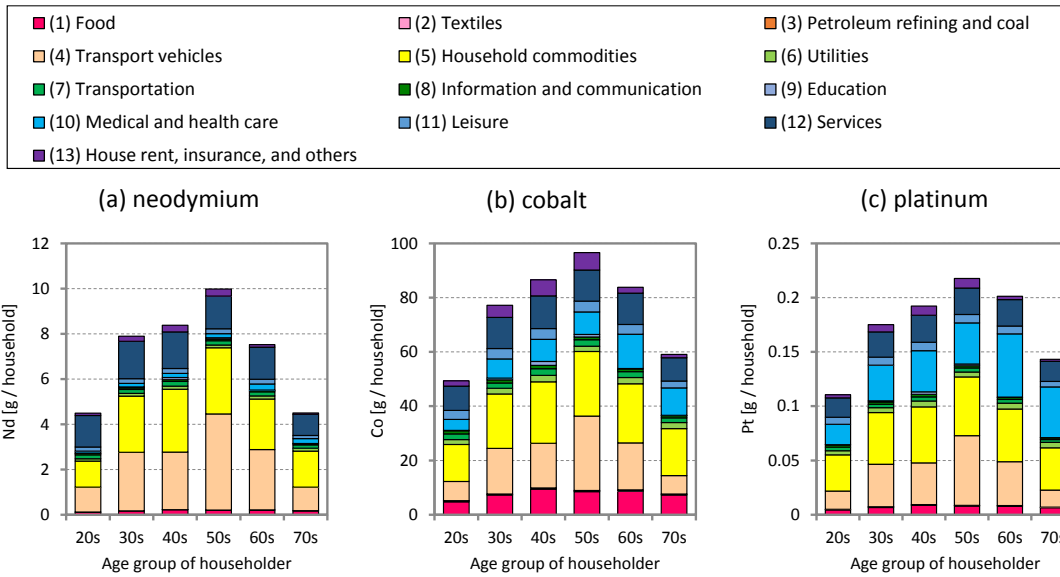 (1) Food (2) Textiles (3) Petroleum refining and coal
(4) Transport vehicles (5) Household commodities (6) Utilities
(7) Transportation (8) Information and communication (9) Education
(10) Medical and health care (11) Leisure (12) Services
(13) House rent, insurance, and others
(a) neodymium
Nd [g / household]
12
10
8
6
4
2
0
20s 30s 40s 50s 60s 70s
Age group of householder
(b) cobalt
Co [g / household]
100
80
60
40
20
0
20s 30s 40s 50s 60s 70s
Age group of householder
(c) platinum
Pt [g / household]
0.25
0.2
0.15
0.1
0.05
0
20s 30s 40s 50s 60s 70s
Age group of householder